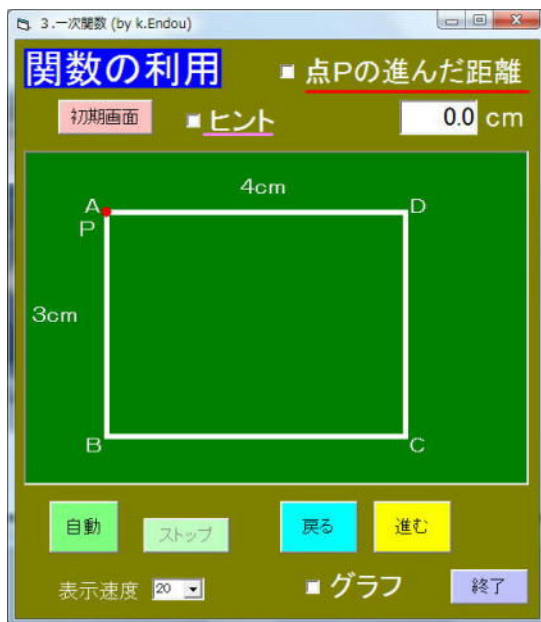 3.一次関数 (by k.Endou)
関数の利用 点Pの進んだ距離
初期画面 ヒント 0.0 cm
4cm
A D
P
3cm
B C
自動 ストップ 戻る 進む
表示速度 20 グラフ 終了